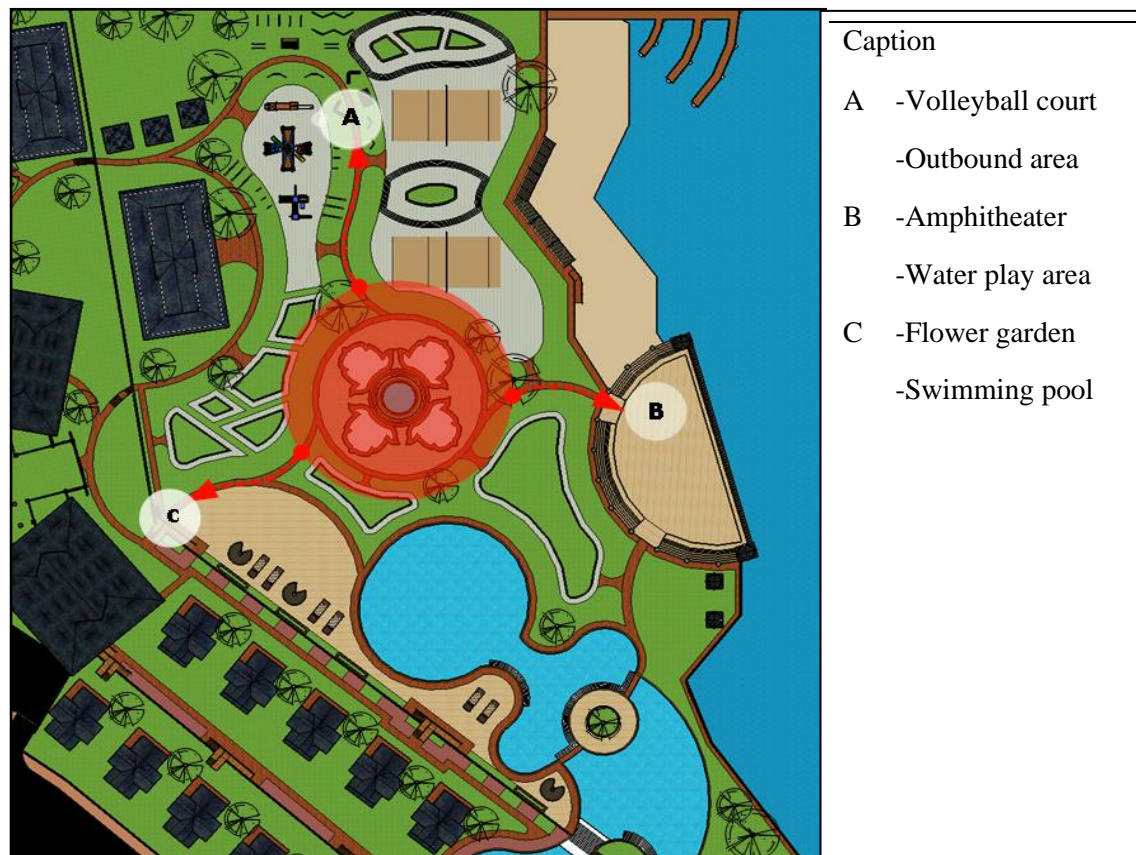 A
B
C
Caption
A -Volleyball court
-Outbound area
B -Amphitheater
-Water play area
C -Flower garden
-Swimming pool